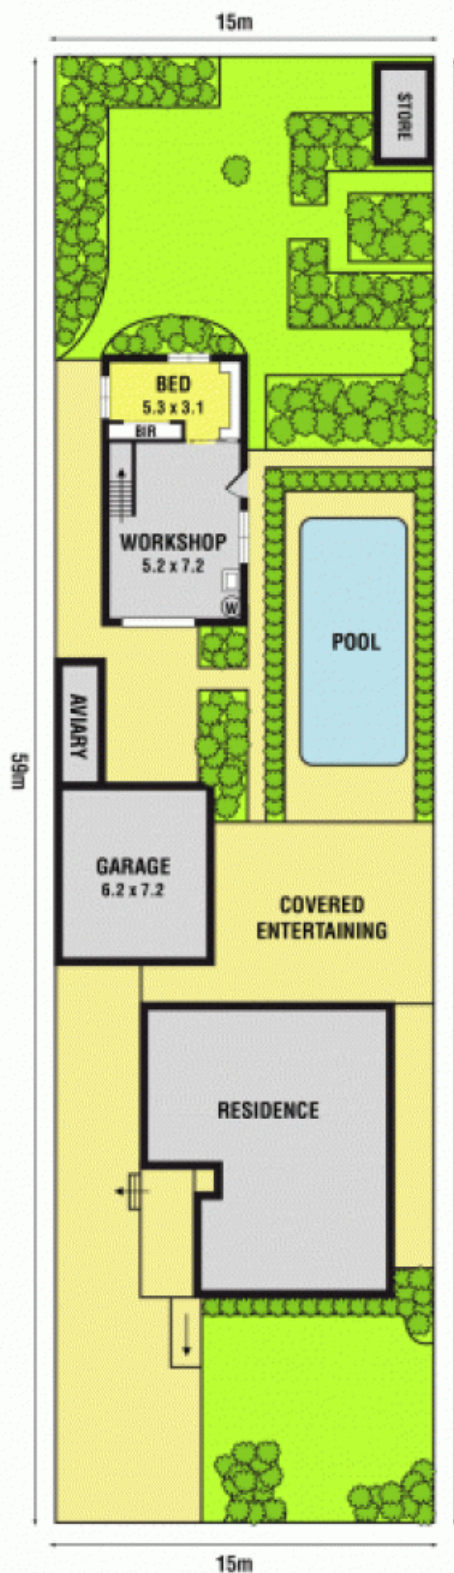 15m
STORE
BED
5.3 x 3.1
BIR
WORKSHOP
5.2 x 7.2
W
POOL
AVIARY
59m
GARAGE
6.2 x 7.2
COVERED
ENTERTAINING
RESIDENCE
15m